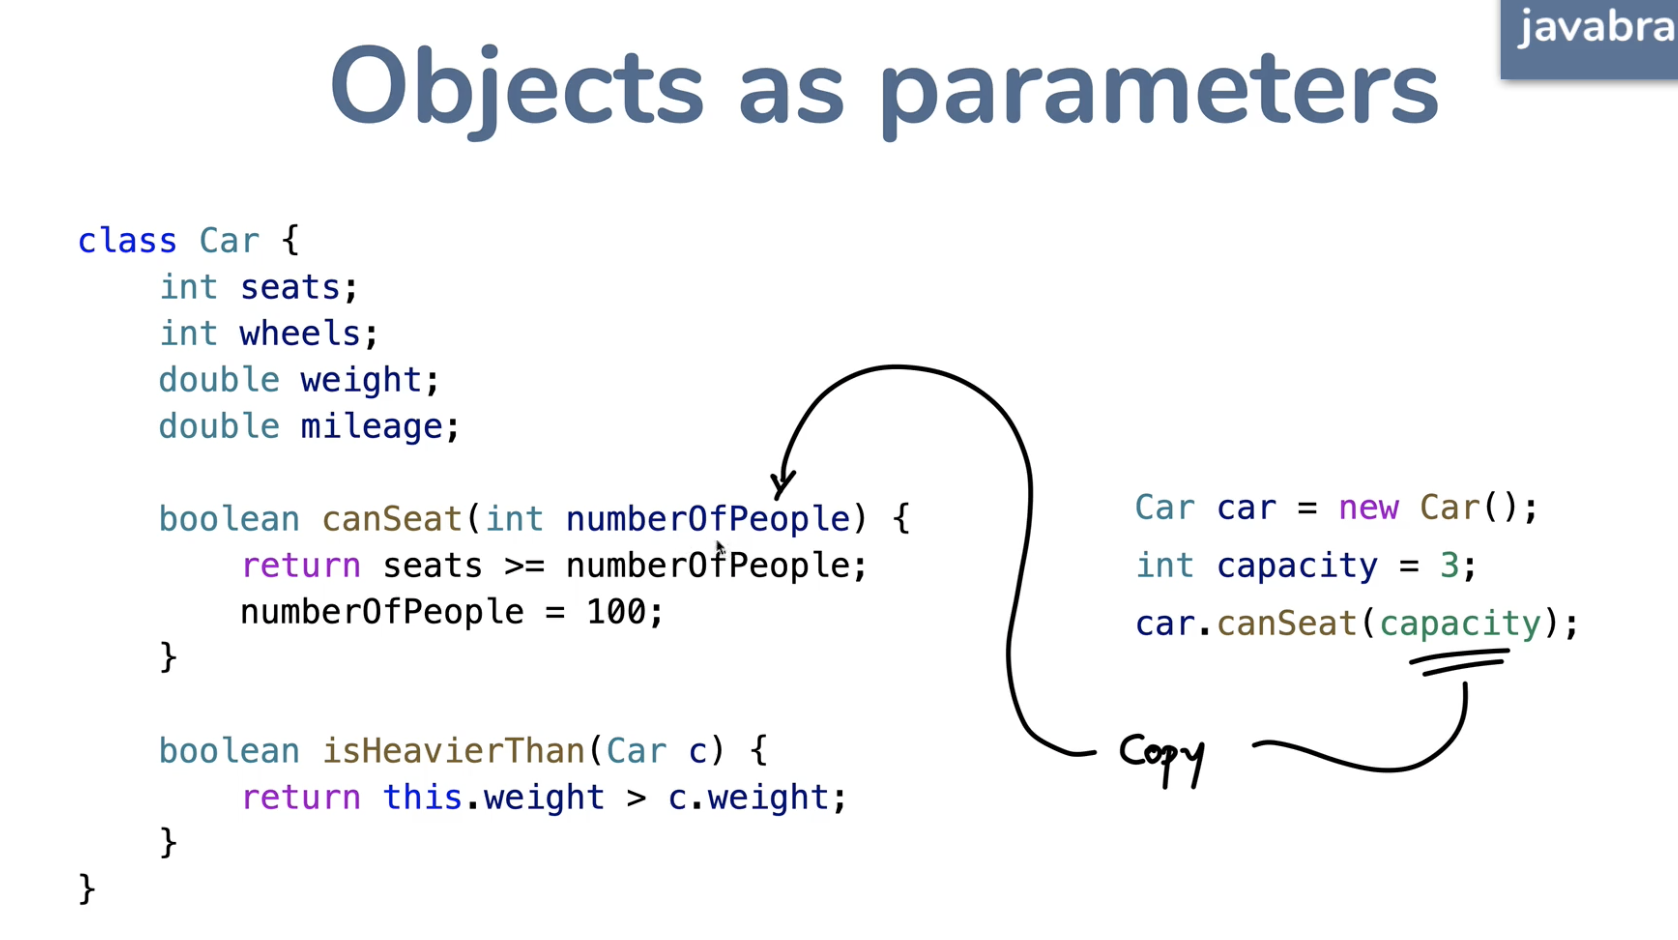 javabra
Objects as parameters
class Car {
int seats;
int wheels;
double weight;
double mileage;
boolean canSeat(int numberOfPeople) {
return seats >= numberOfPeople;
numberOfPeople = 100;
}
boolean isHeavierThan(Car c) {
return this.weight > c.weight;
}
}
Car car = new Car();
int capacity = 3;
car.canSeat(capacity);
Copy